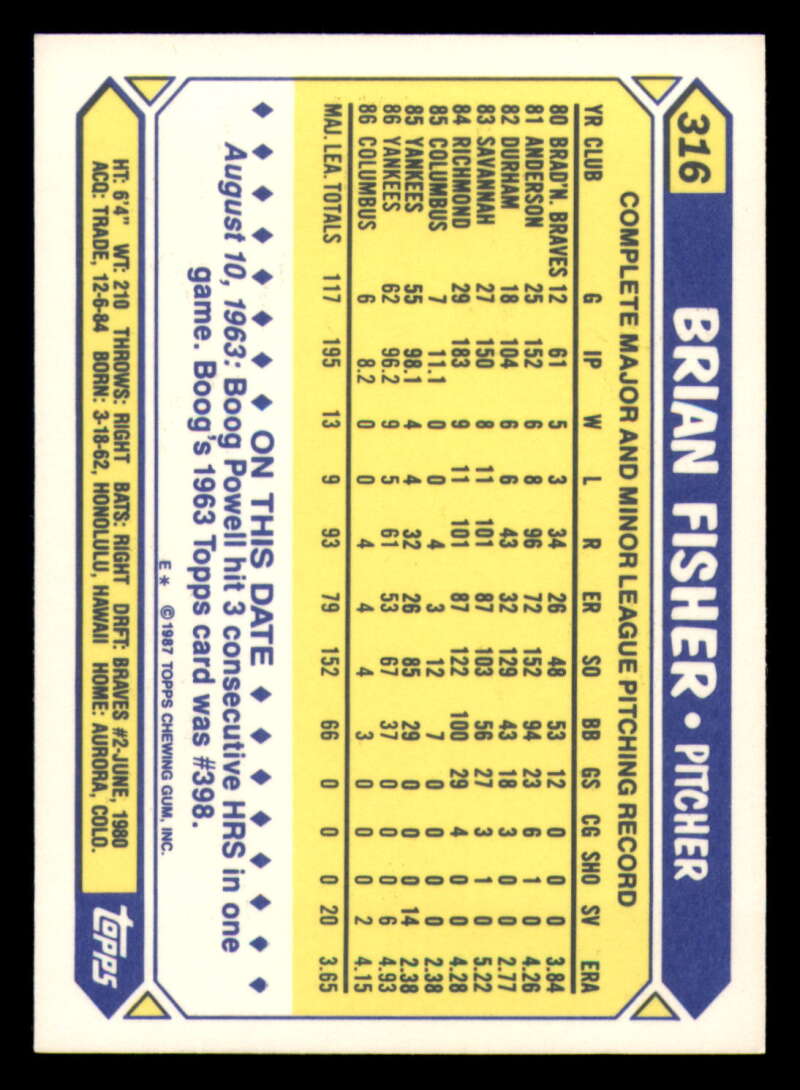 316
BRIAN FISHER • PITCHER
COMPLETE MAJOR AND MINOR LEAGUE PITCHING RECORD
YR CLUB G IP W L R ER SO BB GS CG SHO SV ERA
80 BRAD'N. BRAVES 12 61 5 3 34 26 48 53 12 0 0 0 3.84
81 ANDERSON 25 152 6 8 96 72 152 94 23 6 1 0 4.26
82 DURHAM 18 104 6 6 43 32 129 43 18 3 0 0 2.77
83 SAVANNAH 27 150 8 11 101 87 103 56 27 3 1 0 5.22
84 RICHMOND 29 183 9 11 101 87 122 100 29 4 0 0 4.28
85 COLUMBUS 7 11.1 0 0 4 3 12 7 0 0 0 0 2.38
85 YANKEES 55 98.1 4 4 32 26 85 29 0 0 0 14 2.38
86 YANKEES 62 96.2 9 5 61 53 67 37 0 0 0 6 4.93
86 COLUMBUS 6 8.2 0 0 4 4 4 3 0 0 0 2 4.15
MAJ. LEA. TOTALS 117 195 13 9 93 79 152 66 0 0 0 20 3.65
ON THIS DATE
August 10, 1963: Boog Powell hit 3 consecutive HRS in one
game. Boog's 1963 Topps card was #398.
E* ©1987 TOPPS CHEWING GUM, INC.
HT: 6'4" WT: 210 THROWS: RIGHT BATS: RIGHT DRFT: BRAVES #2-JUNE, 1980
ACQ: TRADE, 12-6-84 BORN: 3-18-62, HONOLULU, HAWAII HOME: AURORA, COLO.
topps